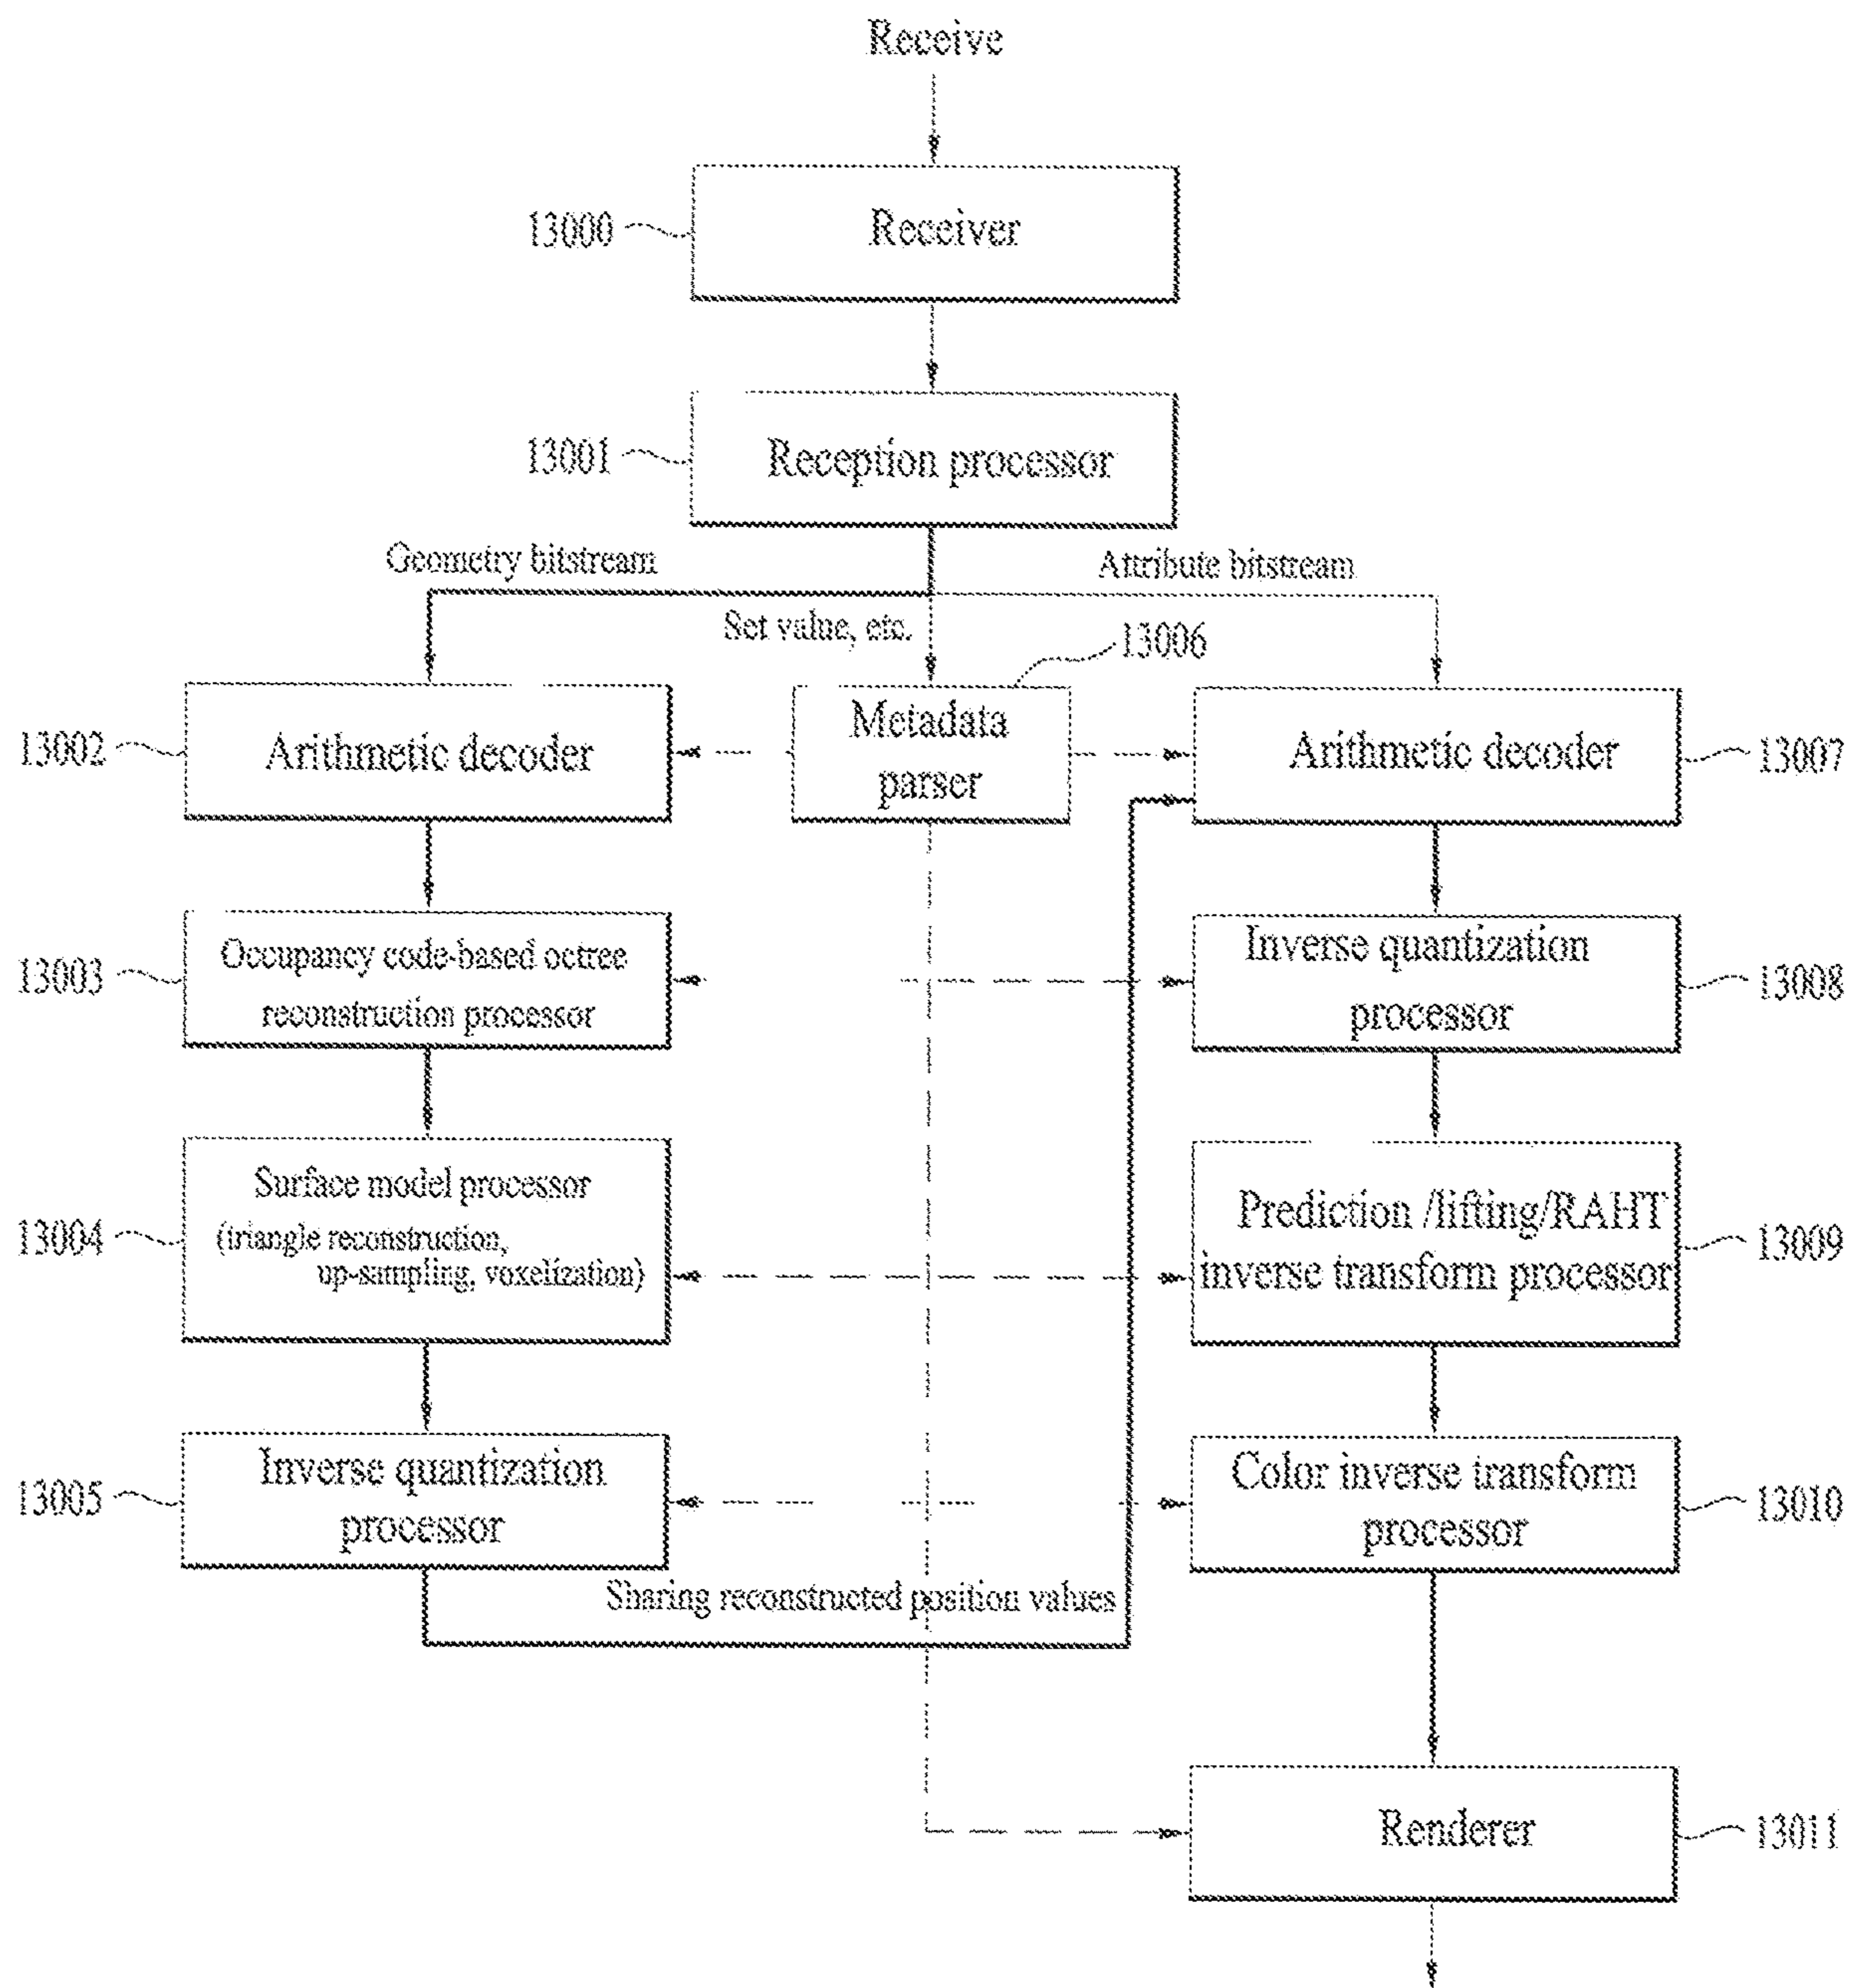 Receive
13000
Receiver
13001
Reception processor
Geometry bitstream
Attribute bitstream
Set value, etc.
13006
13002
Arithmetic decoder
Metadata
parser
Arithmetic decoder
13007
13003
Occupancy code-based octree
reconstruction processor
Inverse quantization
processor
13008
13004
Surface model processor
(triangle reconstruction,
up-sampling, voxelization)
Prediction /lifting/RAHT
inverse transform processor
13009
13005
Inverse quantization
processor
Color inverse transform
processor
13010
Sharing reconstructed position values
Renderer
13011